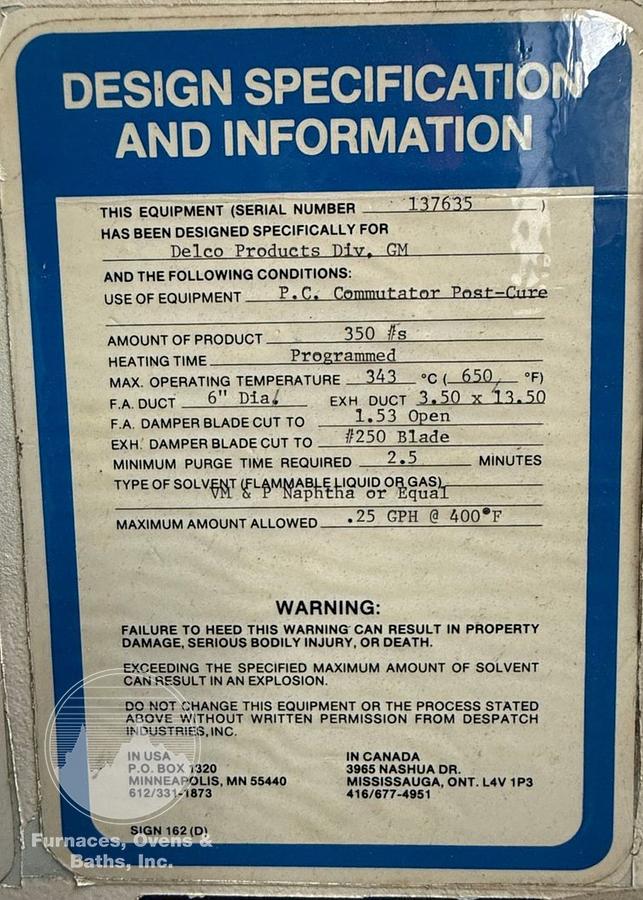 DESIGN SPECIFICATION
AND INFORMATION
THIS EQUIPMENT (SERIAL NUMBER 137635 )
HAS BEEN DESIGNED SPECIFICALLY FOR
Delco Products Div. GM
AND THE FOLLOWING CONDITIONS:
USE OF EQUIPMENT P.C. Commutator Post-Cure
AMOUNT OF PRODUCT 350 #s
HEATING TIME Programmed
MAX. OPERATING TEMPERATURE 343 °C ( 650 °F)
F.A. DUCT 6" Dia. EXH DUCT 3.50 x 13.50
F.A. DAMPER BLADE CUT TO 1.53 Open
EXH. DAMPER BLADE CUT TO #250 Blade
MINIMUM PURGE TIME REQUIRED 2.5 MINUTES
TYPE OF SOLVENT (FLAMMABLE LIQUID OR GAS)
VM & P Naphtha or Equal
MAXIMUM AMOUNT ALLOWED .25 GPH @ 400°F
WARNING:
FAILURE TO HEED THIS WARNING CAN RESULT IN PROPERTY
DAMAGE, SERIOUS BODILY INJURY, OR DEATH.
EXCEEDING THE SPECIFIED MAXIMUM AMOUNT OF SOLVENT
CAN RESULT IN AN EXPLOSION.
DO NOT CHANGE THIS EQUIPMENT OR THE PROCESS STATED
ABOVE WITHOUT WRITTEN PERMISSION FROM DESPATCH
INDUSTRIES, INC.
IN USA
P.O. BOX 1320
MINNEAPOLIS, MN 55440
612/331-1873
IN CANADA
3965 NASHUA DR.
MISSISSAUGA, ONT. L4V 1P3
416/677-4951
SIGN 162 (D)
Furnaces, Ovens &
Baths, Inc.